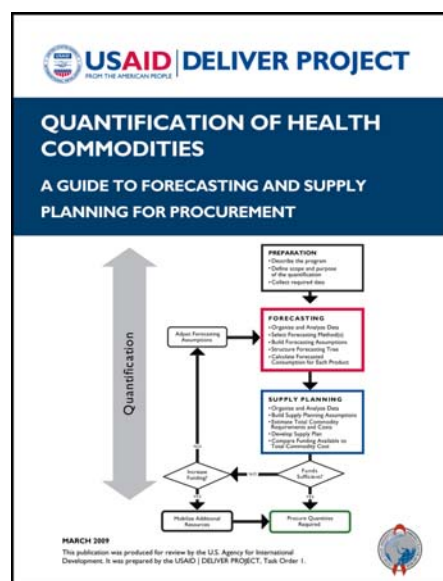 USAID
FROM THE AMERICAN PEOPLE
DELIVER PROJECT
QUANTIFICATION OF HEALTH
COMMODITIES
A GUIDE TO FORECASTING AND SUPPLY
PLANNING FOR PROCUREMENT
Quantification
PREPARATION
• Describe the program
• Define scope and purpose
of the quantification
• Collect required data
Adjust Forecasting
Assumptions
FORECASTING
• Organize and Analyze Data
• Select Forecasting Method(s)
• Build Forecasting Assumptions
• Structure Forecasting Tree
• Calculate Forecasted
Consumption for Each Product
SUPPLY PLANNING
• Organize and Analyze Data
• Build Supply Planning Assumptions
• Estimate Total Commodity
Requirements and Costs
• Develop Supply Plan
• Compare Funding Available to
Total Commodity Cost
Increase
Funding?
Funds
Sufficient?
Mobilize Additional
Resources
Procure Quantities
Required
MARCH 2009
This publication was produced for review by the U.S. Agency for International
Development. It was prepared by the USAID | DELIVER PROJECT, Task Order 1.